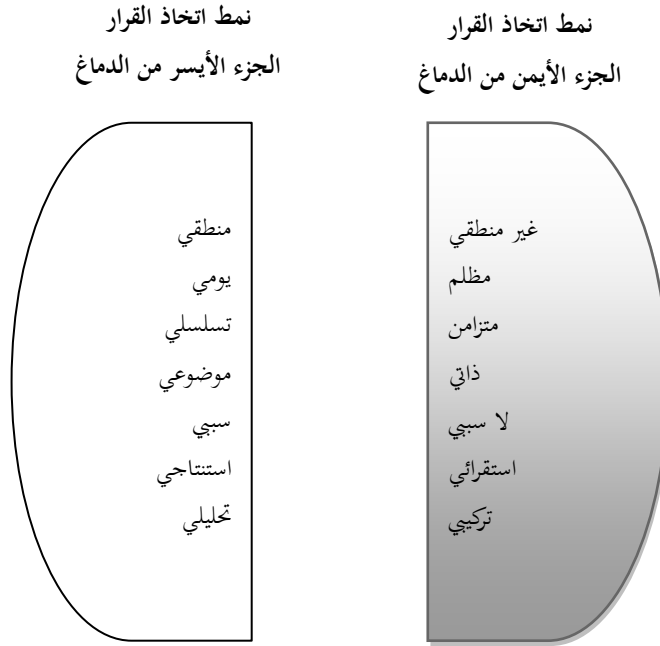 نمط اتخاذ القرار
الجزء الأيمن من الدماغ
غير منطقي
مظلم
متزامن
ذاتي
لا سببي
استقرائي
تركيبي
نمط اتخاذ القرار
الجزء الأيسر من الدماغ
منطقي
يومي
تسلسلي
موضوعي
سببي
استنتاجي
تحليلي